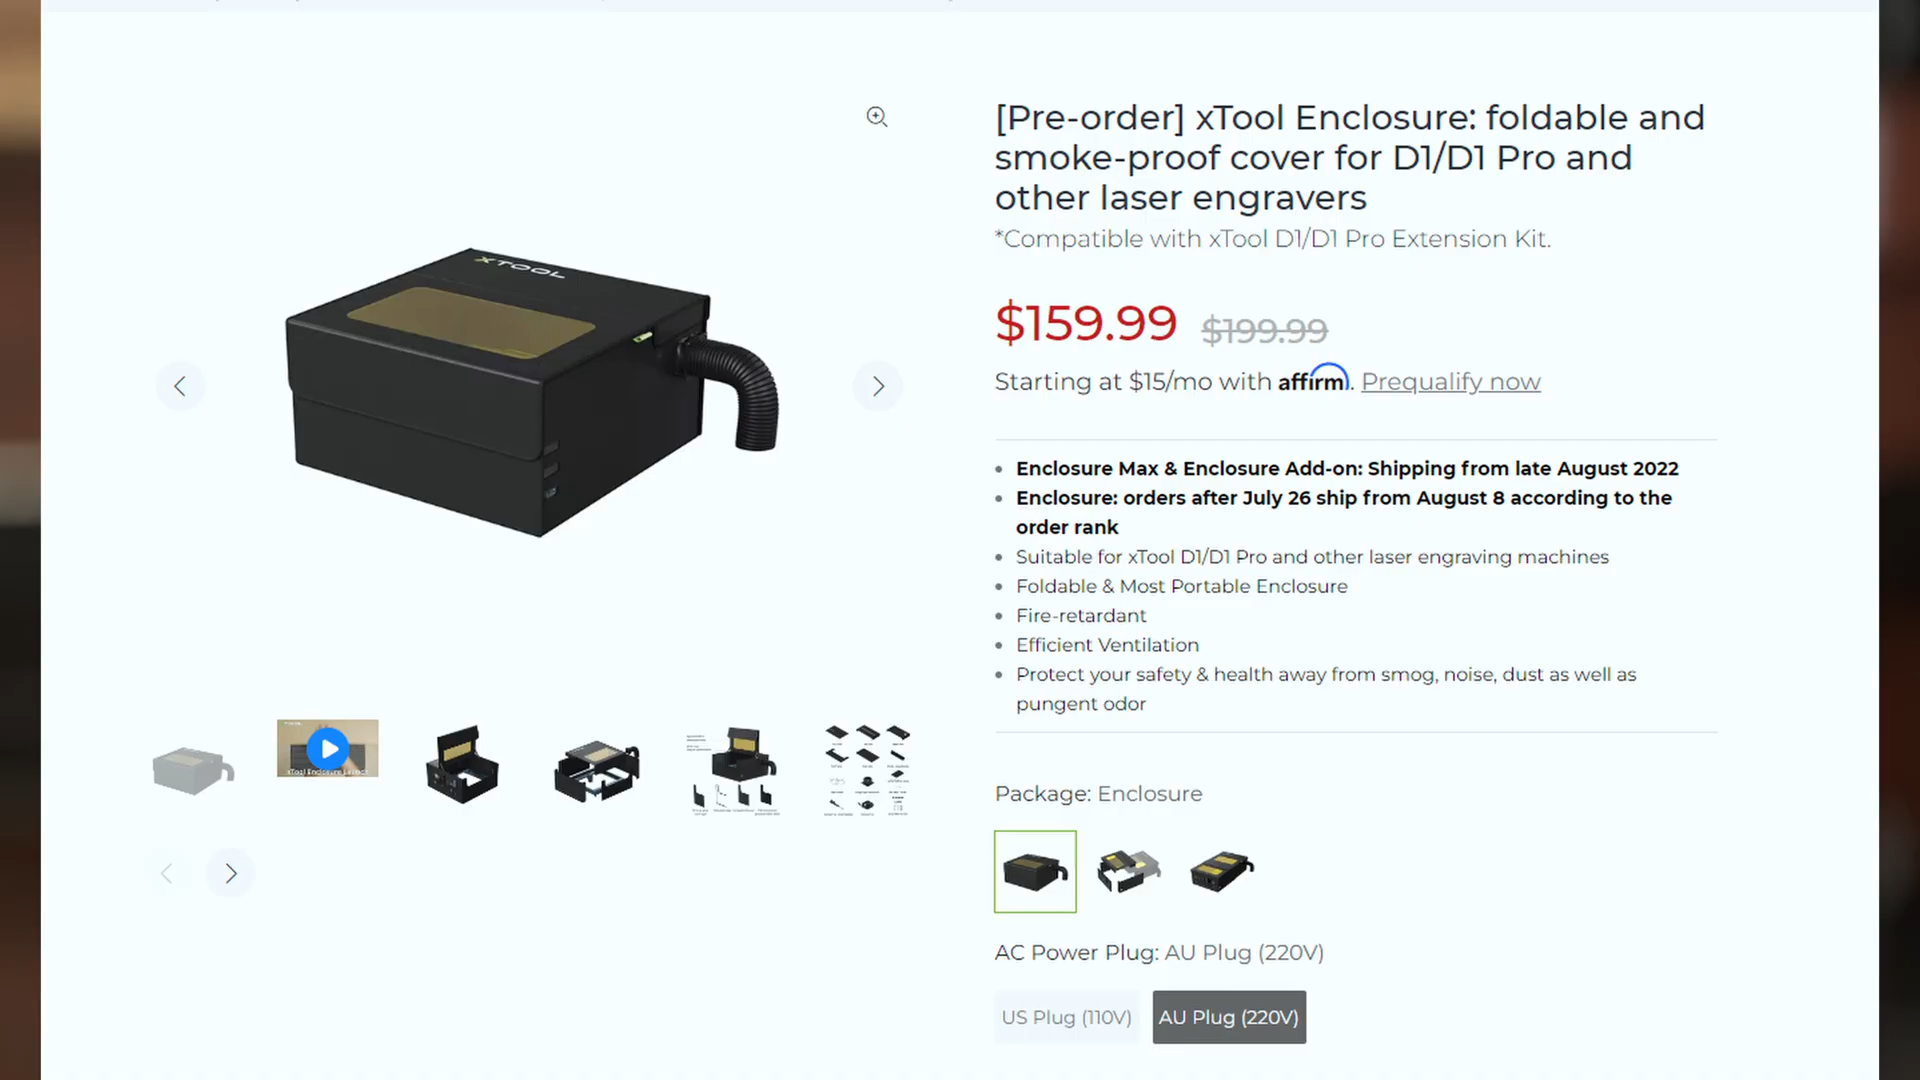 [Pre-order] xTool Enclosure: foldable and
smoke-proof cover for D1/D1 Pro and
other laser engravers
*Compatible with xTool D1/D1 Pro Extension Kit.
XTOOL
$159.99 $199.99
Starting at $15/mo with affirm. Prequalify now
Enclosure Max & Enclosure Add-on: Shipping from late August 2022
Enclosure: orders after July 26 ship from August 8 according to the
order rank
Suitable for xTool D1/D1 Pro and other laser engraving machines
Foldable & Most Portable Enclosure
Fire-retardant
Efficient Ventilation
Protect your safety & health away from smog, noise, dust as well as
pungent odor
xTool Enclosure Launch
Package: Enclosure
AC Power Plug: AU Plug (220V)
US Plug (110V)
AU Plug (220V)